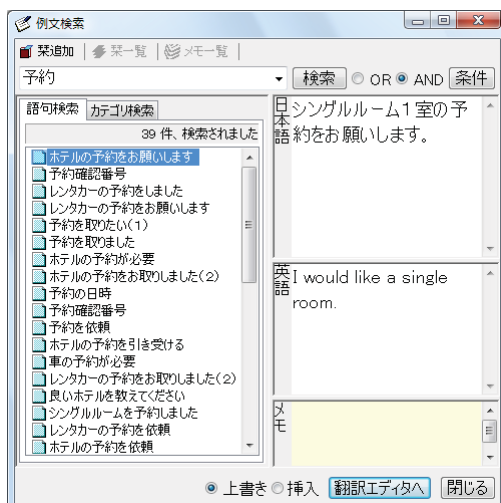 例文検索
栞追加 栞一覧 メモ一覧
予約 検索 OR AND 条件
語句検索 カテゴリ検索
39 件、検索されました
ホテルの予約をお願いします
予約確認番号
レンタカーの予約をしました
レンタカーの予約をお願いします
予約を取りたい(1)
予約を取りました
ホテルの予約が必要
ホテルの予約をお取りしました(2)
予約の日時
予約確認番号
予約を依頼
ホテルの予約を引き受ける
車の予約が必要
レンタカーの予約をお取りしました(2)
良いホテルを教えてください
シングルルームを予約しました
レンタカーの予約を依頼
ホテルの予約を依頼
日本語
シングルルーム1室の予
約をお願いします。
英語
I would like a single
room.
メモ
上書き 挿入 翻訳エディタへ 閉じる